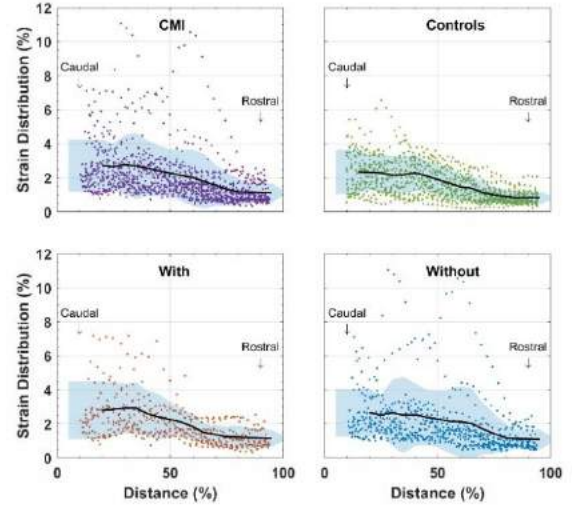 CMI
Controls
12
10
8
6
4
2
0
Strain Distribution (%)
Caudal
Rostral
Caudal
Rostral
With
Without
12
10
8
6
4
2
0
Strain Distribution (%)
Caudal
Rostral
Caudal
Rostral
0 50 100
0 50 100
Distance (%)
Distance (%)